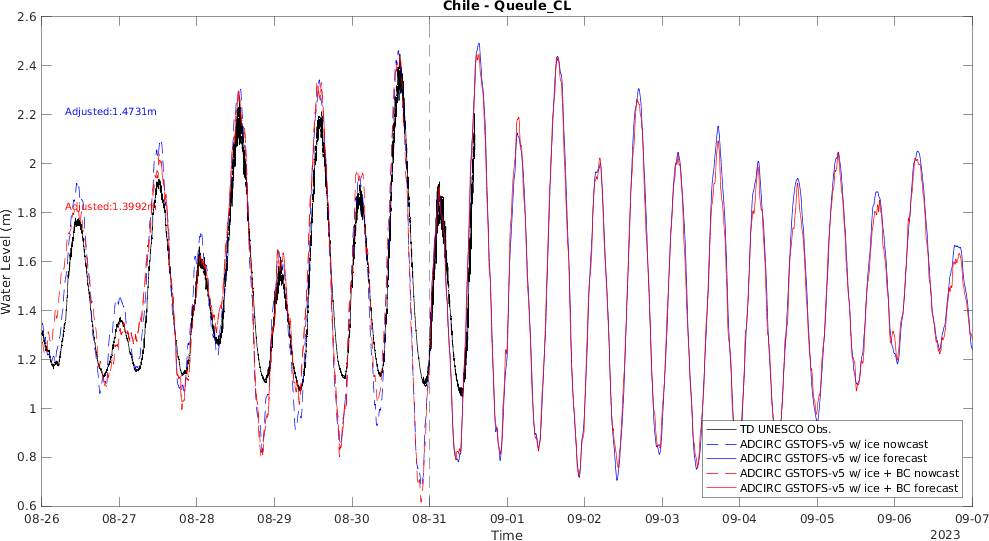 Chile - Queule_CL
2.6
2.4
2.2
2
1.8
1.6
1.4
1.2
1
0.8
0.6
Water Level (m)
Adjusted:1.4731m
Adjusted:1.3992m
TD UNESCO Obs.
ADCIRC GSTOFS-v5 w/ ice nowcast
ADCIRC GSTOFS-v5 w/ ice forecast
ADCIRC GSTOFS-v5 w/ ice + BC nowcast
ADCIRC GSTOFS-v5 w/ ice + BC forecast
08-26 08-27 08-28 08-29 08-30 08-31 09-01 09-02 09-03 09-04 09-05 09-06 09-07
Time
2023